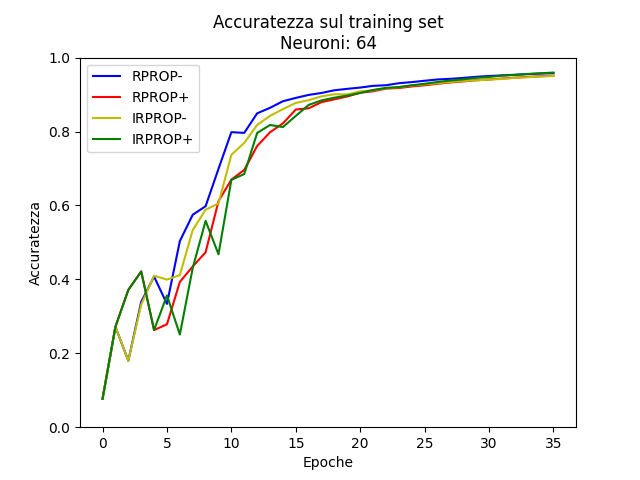 Accuratezza sul training set
Neuroni: 64
RPROP-
RPROP+
IRPROP-
IRPROP+
Accuratezza
1.0
0.8
0.6
0.4
0.2
0.0
0 5 10 15 20 25 30 35
Epoche